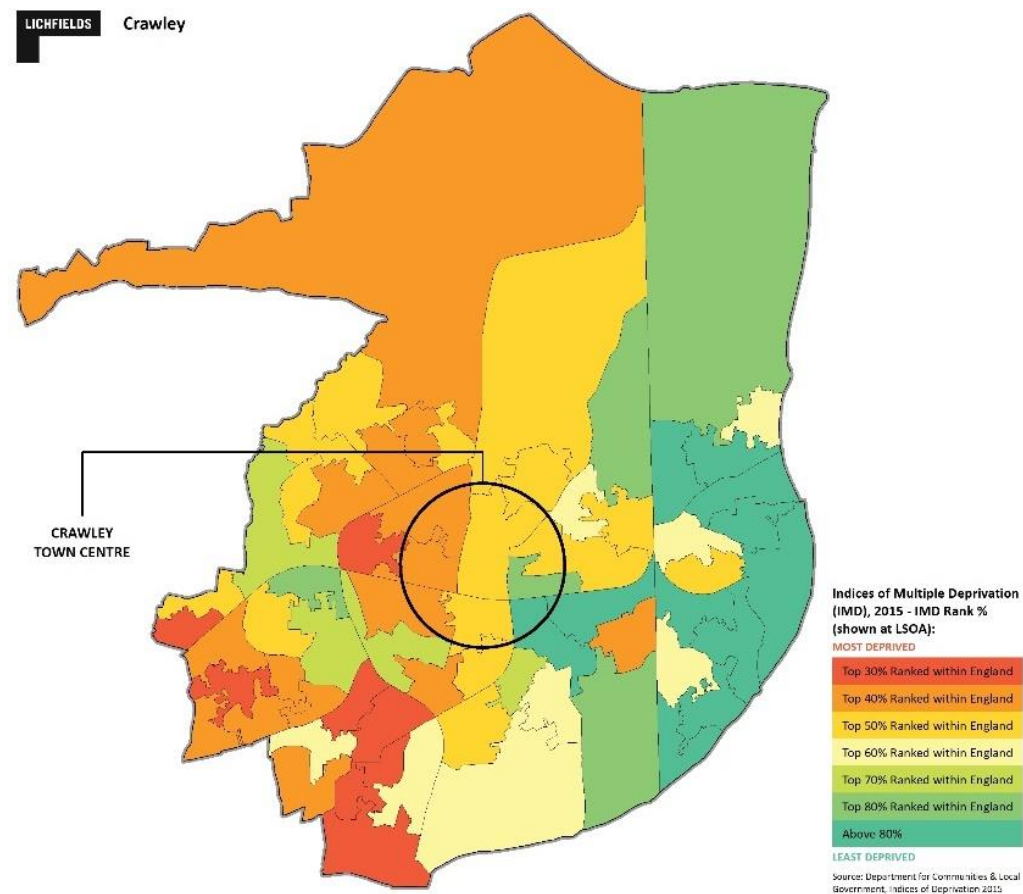 LICHFIELDS
Crawley
CRAWLEY
TOWN CENTRE
Indices of Multiple Deprivation
(IMD), 2015 - IMD Rank %
(shown at LSOA):
MOST DEPRIVED
Top 30% Ranked within England
Top 40% Ranked within England
Top 50% Ranked within England
Top 60% Ranked within England
Top 70% Ranked within England
Top 80% Ranked within England
Above 80%
LEAST DEPRIVED
Source: Department for Communities & Local
Government, Indices of Deprivation 2015